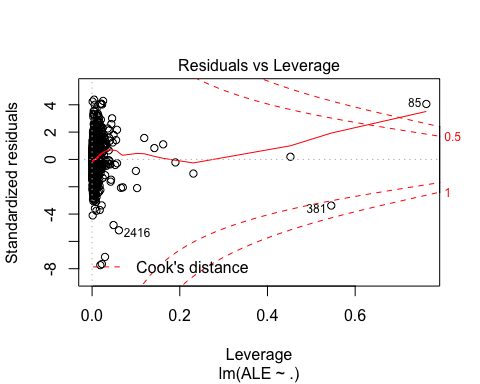 Residuals vs Leverage
Standardized residuals
4
2
0
-4
-8
85
0.5
1
381
2416
Cook's distance
0.0
0.2
0.4
0.6
Leverage
lm(ALE ~ .)